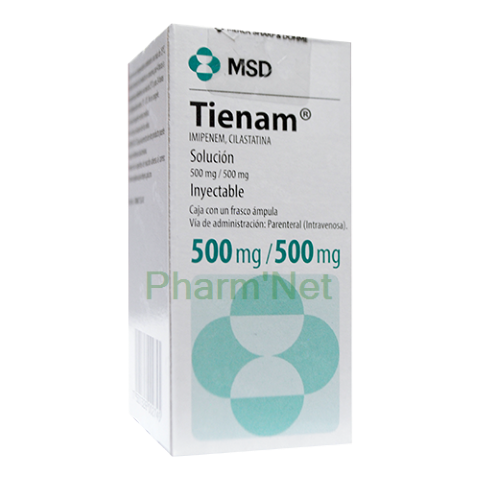 MSD
Tienam®
IMIPENEM, CILASTATINA
Solución
500 mg / 500 mg
Inyectable
Caja con un frasco ámpula
Vía de administración: Parenteral (Intravenosa).
500 mg / 500 mg
Pharm'Net